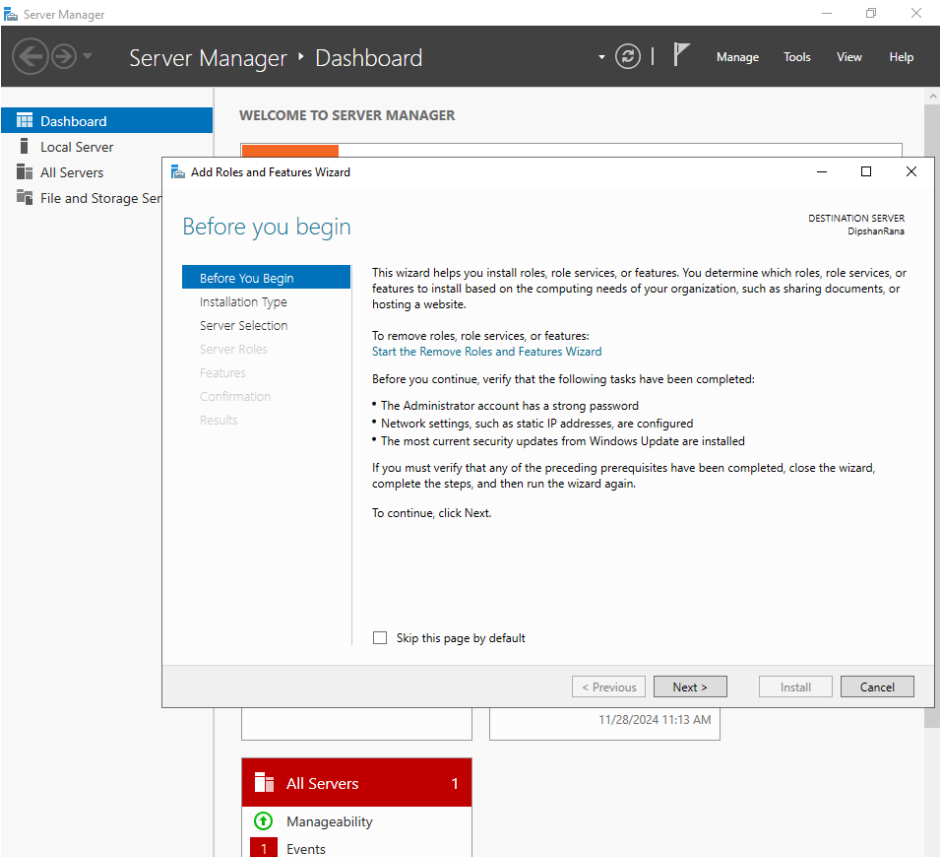 Server Manager
Server Manager ‣ Dashboard
Manage Tools View Help
Dashboard
Local Server
All Servers
File and Storage Ser
WELCOME TO SERVER MANAGER
Add Roles and Features Wizard
Before you begin
DESTINATION SERVER
DipshanRana
Before You Begin
Installation Type
Server Selection
Server Roles
Features
Confirmation
Results
This wizard helps you install roles, role services, or features. You determine which roles, role services, or
features to install based on the computing needs of your organization, such as sharing documents, or
hosting a website.
To remove roles, role services, or features:
Start the Remove Roles and Features Wizard
Before you continue, verify that the following tasks have been completed:
• The Administrator account has a strong password
• Network settings, such as static IP addresses, are configured
• The most current security updates from Windows Update are installed
If you must verify that any of the preceding prerequisites have been completed, close the wizard,
complete the steps, and then run the wizard again.
To continue, click Next.
Skip this page by default
< Previous Next > Install Cancel
11/28/2024 11:13 AM
All Servers 1
Manageability
1 Events